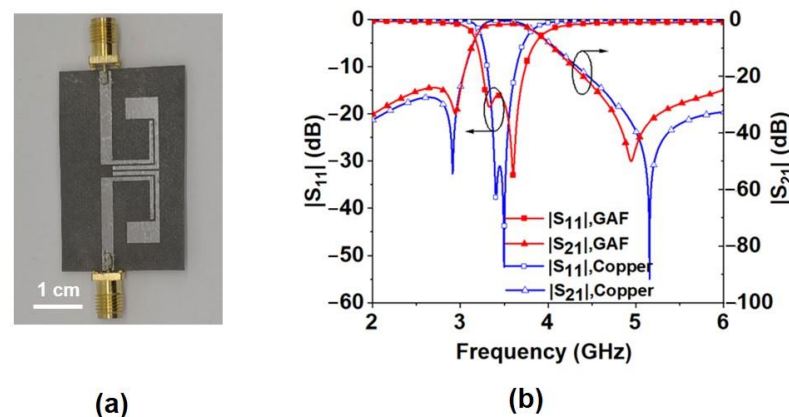 1 cm
(a)
|S11| (dB)
0
−10
−20
−30
−40
−50
−60
|S11|,GAF
|S21|,GAF
|S11|,Copper
|S21|,Copper
0
−20
−40
−60
−80
−100
|S21| (dB)
2 3 4 5 6
Frequency (GHz)
(b)